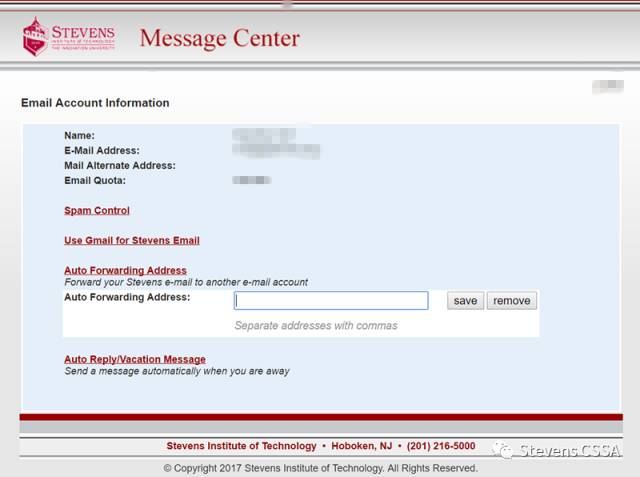 STEVENS
INSTITUTE OF TECHNOLOGY
THE INNOVATION UNIVERSITY
Message Center
Email Account Information
Name:
E-Mail Address:
Mail Alternate Address:
Email Quota:
Spam Control
Use Gmail for Stevens Email
Auto Forwarding Address
Forward your Stevens e-mail to another e-mail account
Auto Forwarding Address:
save remove
Separate addresses with commas
Auto Reply/Vacation Message
Send a message automatically when you are away
Stevens Institute of Technology • Hoboken, NJ • (201) 216-5000
Stevens CSSA
© Copyright 2017 Stevens Institute of Technology. All Rights Reserved.